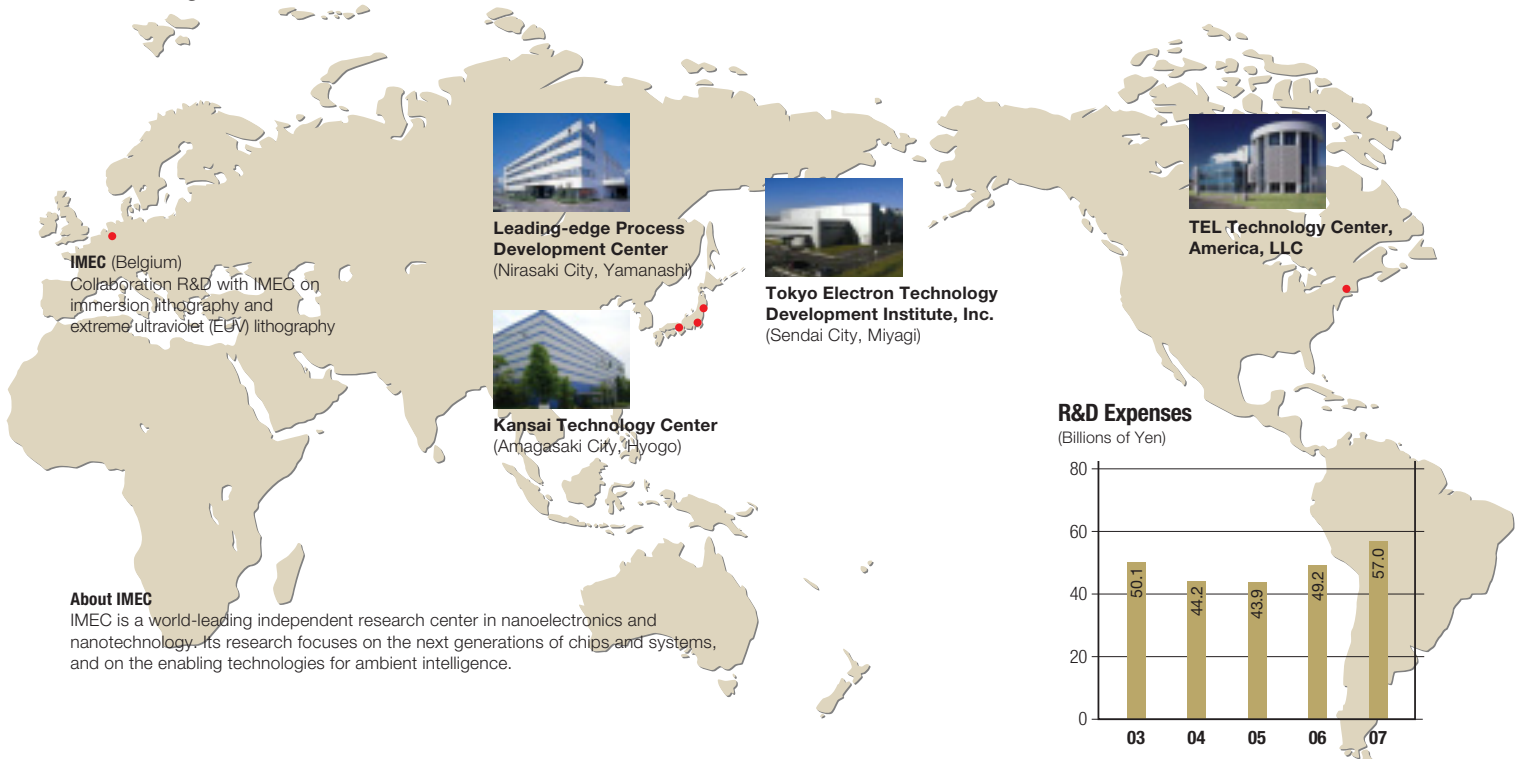 Leading-edge Process
Development Center
(Nirasaki City, Yamanashi)
TEL Technology Center,
America, LLC
IMEC (Belgium)
Collaboration R&D with IMEC on
immersion lithography and
extreme ultraviolet (EUV) lithography
Tokyo Electron Technology
Development Institute, Inc.
(Sendai City, Miyagi)
Kansai Technology Center
(Amagasaki City, Hyogo)
About IMEC
IMEC is a world-leading independent research center in nanoelectronics and
nanotechnology. Its research focuses on the next generations of chips and systems,
and on the enabling technologies for ambient intelligence.
R&D Expenses
(Billions of Yen)
80
60
40
20
0
50.1
44.2
43.9
49.2
57.0
03 04 05 06 07